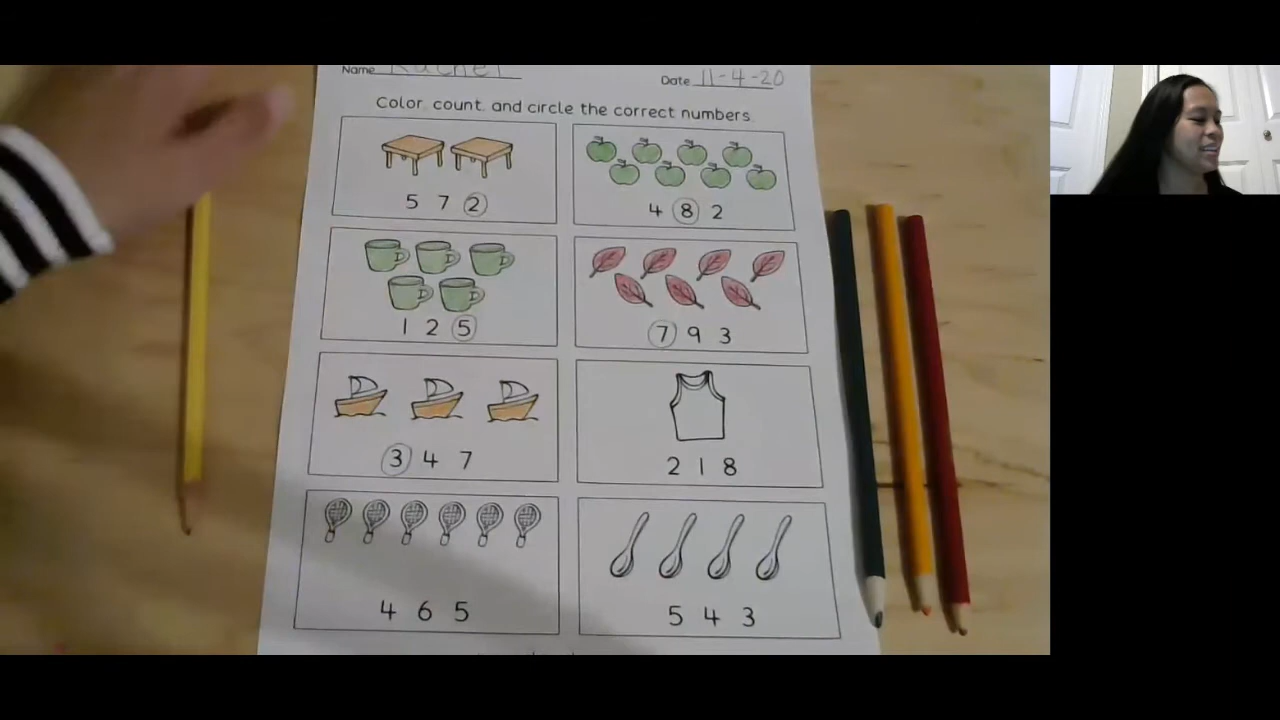 Name Rachel
Date 11-4-20
Color, count, and circle the correct numbers.
5 7 2
4 8 2
1 2 5
7 9 3
3 4 7
2 1 8
4 6 5
5 4 3